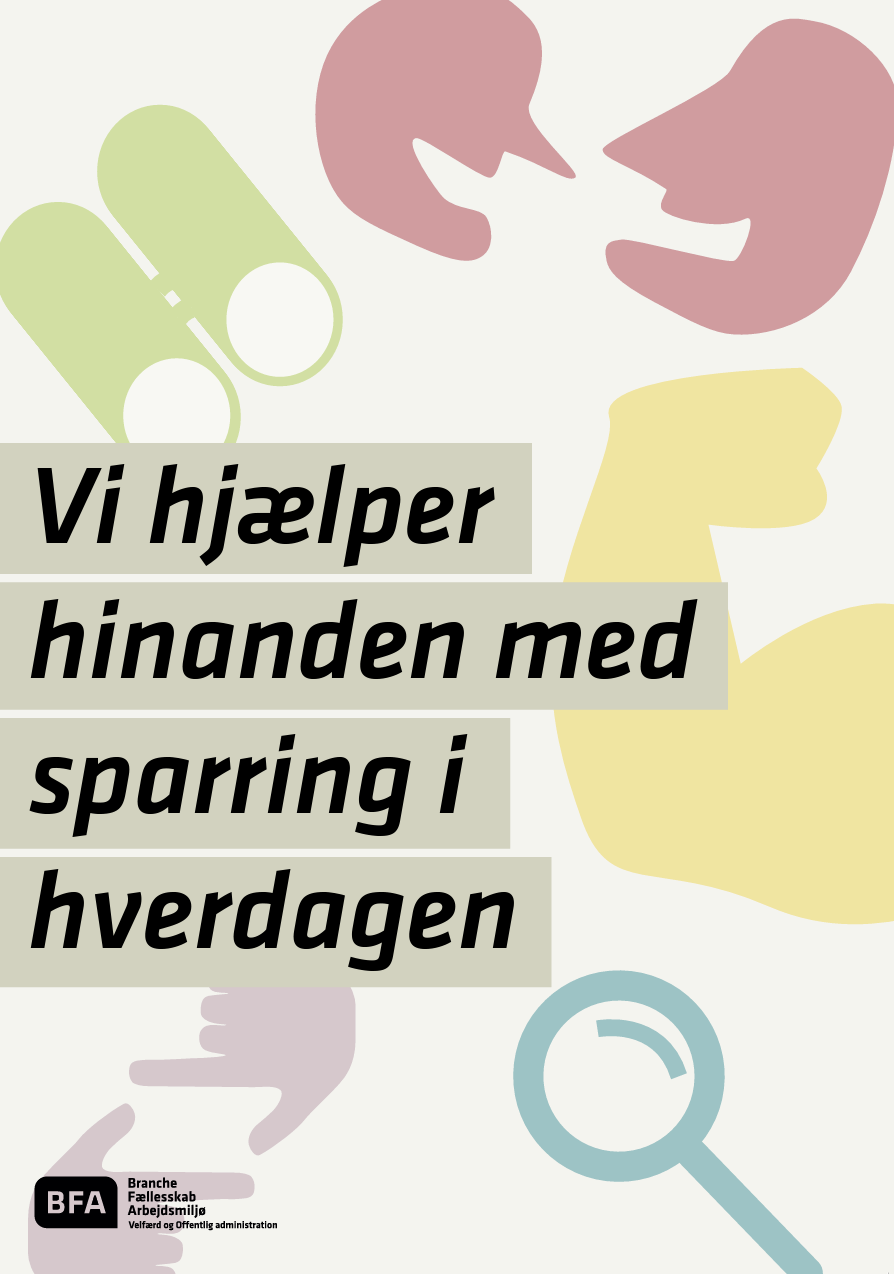 Vi hjælper
hinanden med
sparring i
hverdagen
BFA
Branche
Fællesskab
Arbejdsmiljø
Velfærd og Offentlig administration